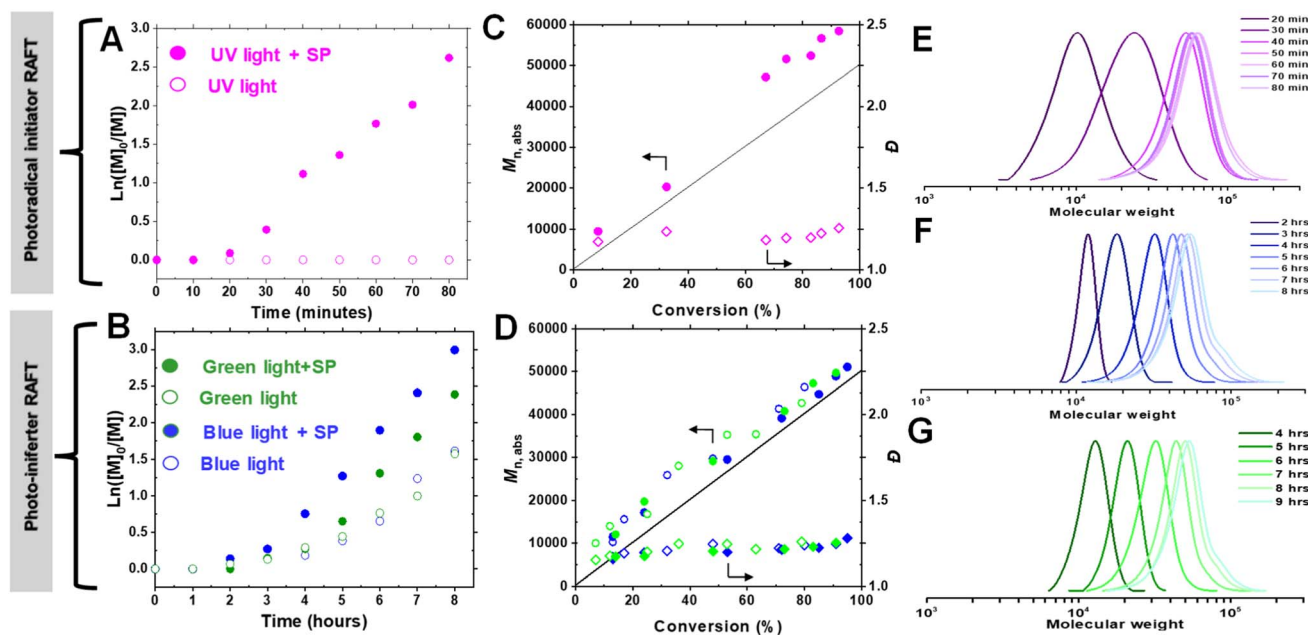 Photoradical initiator RAFT
A
3.0
2.5
2.0
1.5
1.0
0.5
0.0
Ln([M]₀/[M])
UV light + SP
UV light
0 10 20 30 40 50 60 70 80
Time (minutes)
C
60000
50000
40000
30000
20000
10000
0
Mn, abs
2.5
2.0
1.5
1.0
Đ
0 20 40 60 80 100
Conversion (%)
E
20 min
30 min
40 min
50 min
60 min
70 min
80 min
10³ 10⁴ 10⁵
Molecular weight
Photo-iniferter RAFT
B
3.0
2.5
2.0
1.5
1.0
0.5
0.0
Ln([M]₀/[M])
Green light+SP
Green light
Blue light + SP
Blue light
0 1 2 3 4 5 6 7 8
Time (hours)
D
60000
50000
40000
30000
20000
10000
0
Mn, abs
2.5
2.0
1.5
1.0
Đ
0 20 40 60 80 100
Conversion (%)
F
2 hrs
3 hrs
4 hrs
5 hrs
6 hrs
7 hrs
8 hrs
10³ 10⁴ 10⁵
Molecular weight
G
4 hrs
5 hrs
6 hrs
7 hrs
8 hrs
9 hrs
10³ 10⁴ 10⁵
Molecular weight